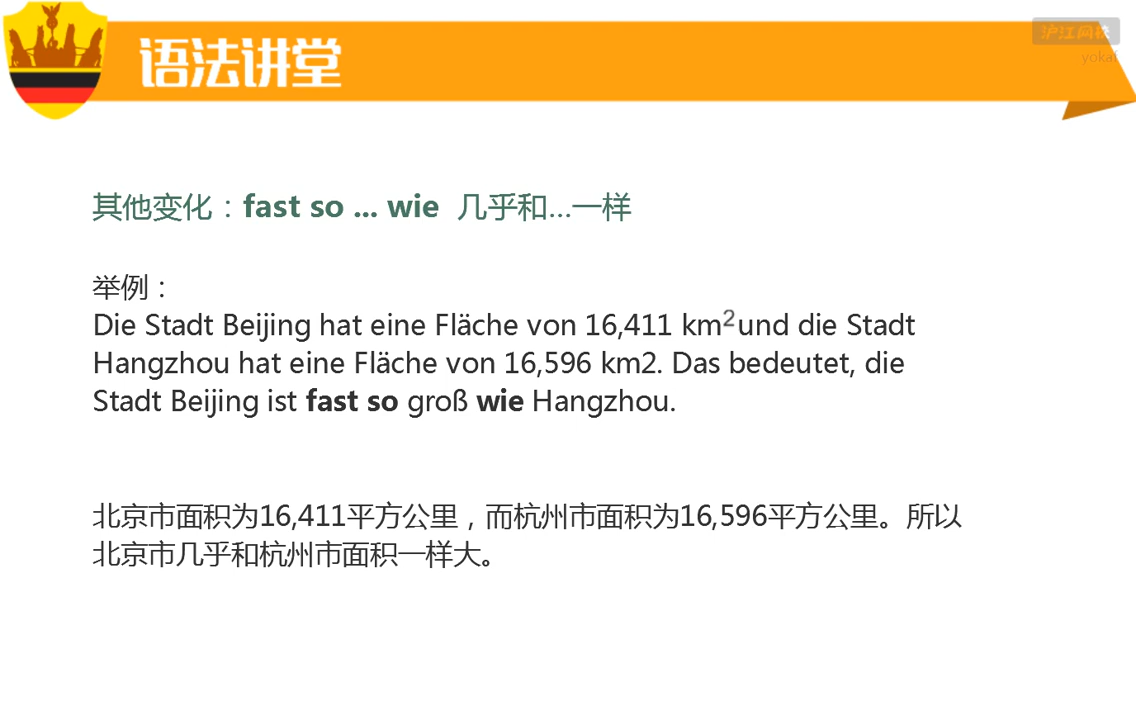 语法讲堂
沪江网校
yokat
其他变化：fast so ... wie 几乎和...一样
举例：
Die Stadt Beijing hat eine Fläche von 16,411 km²und die Stadt
Hangzhou hat eine Fläche von 16,596 km2. Das bedeutet, die
Stadt Beijing ist fast so groß wie Hangzhou.
北京市面积为16,411平方公里，而杭州市面积为16,596平方公里。所以
北京市几乎和杭州市面积一样大。